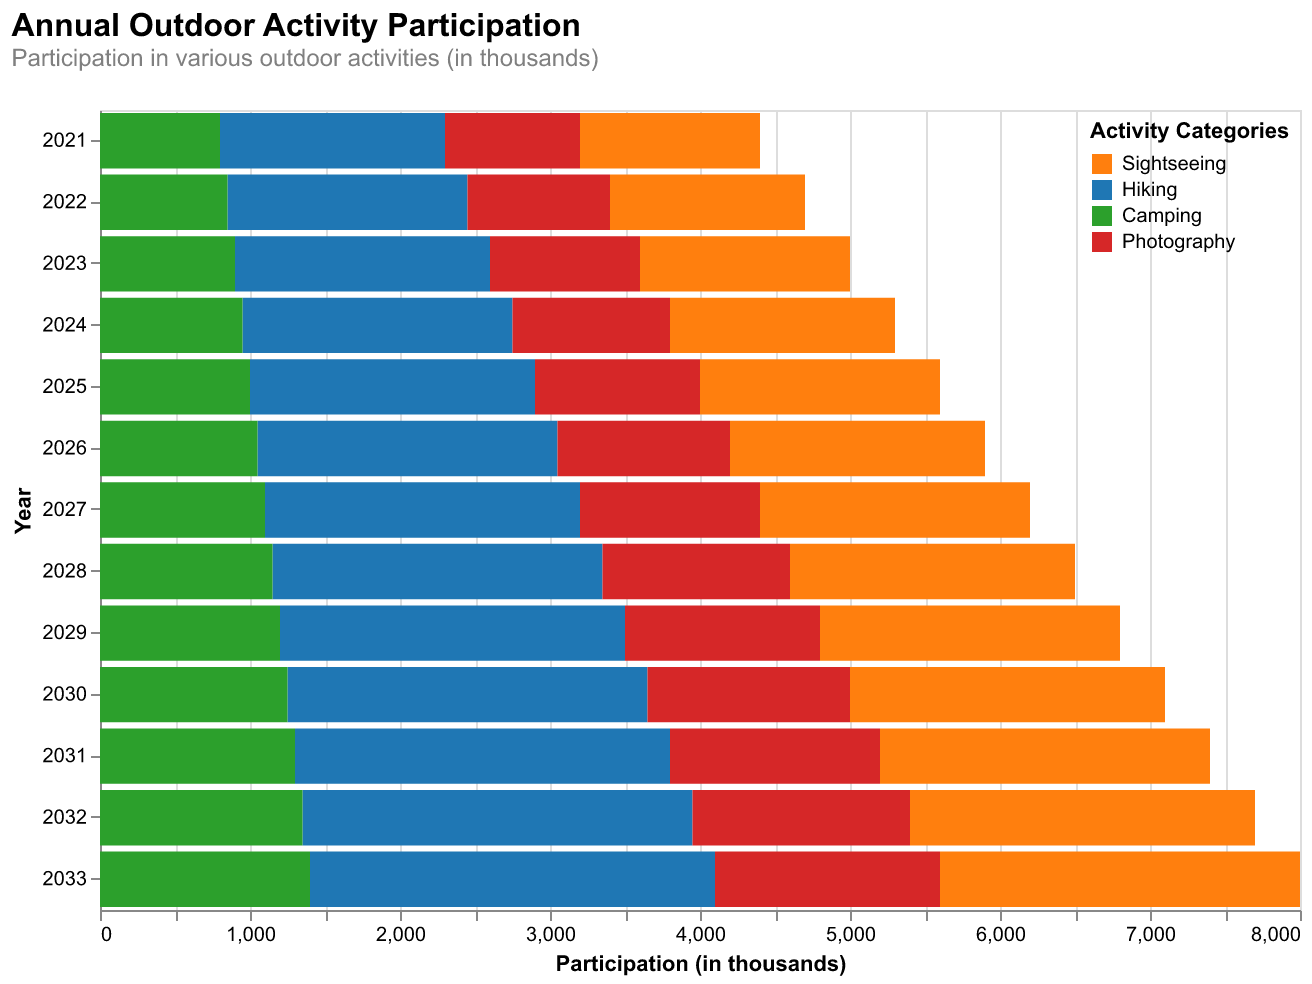 Annual Outdoor Activity Participation
Participation in various outdoor activities (in thousands)
Activity Categories
Sightseeing
Hiking
Camping
Photography
Year
2021
2022
2023
2024
2025
2026
2027
2028
2029
2030
2031
2032
2033
0 1,000 2,000 3,000 4,000 5,000 6,000 7,000 8,000
Participation (in thousands)